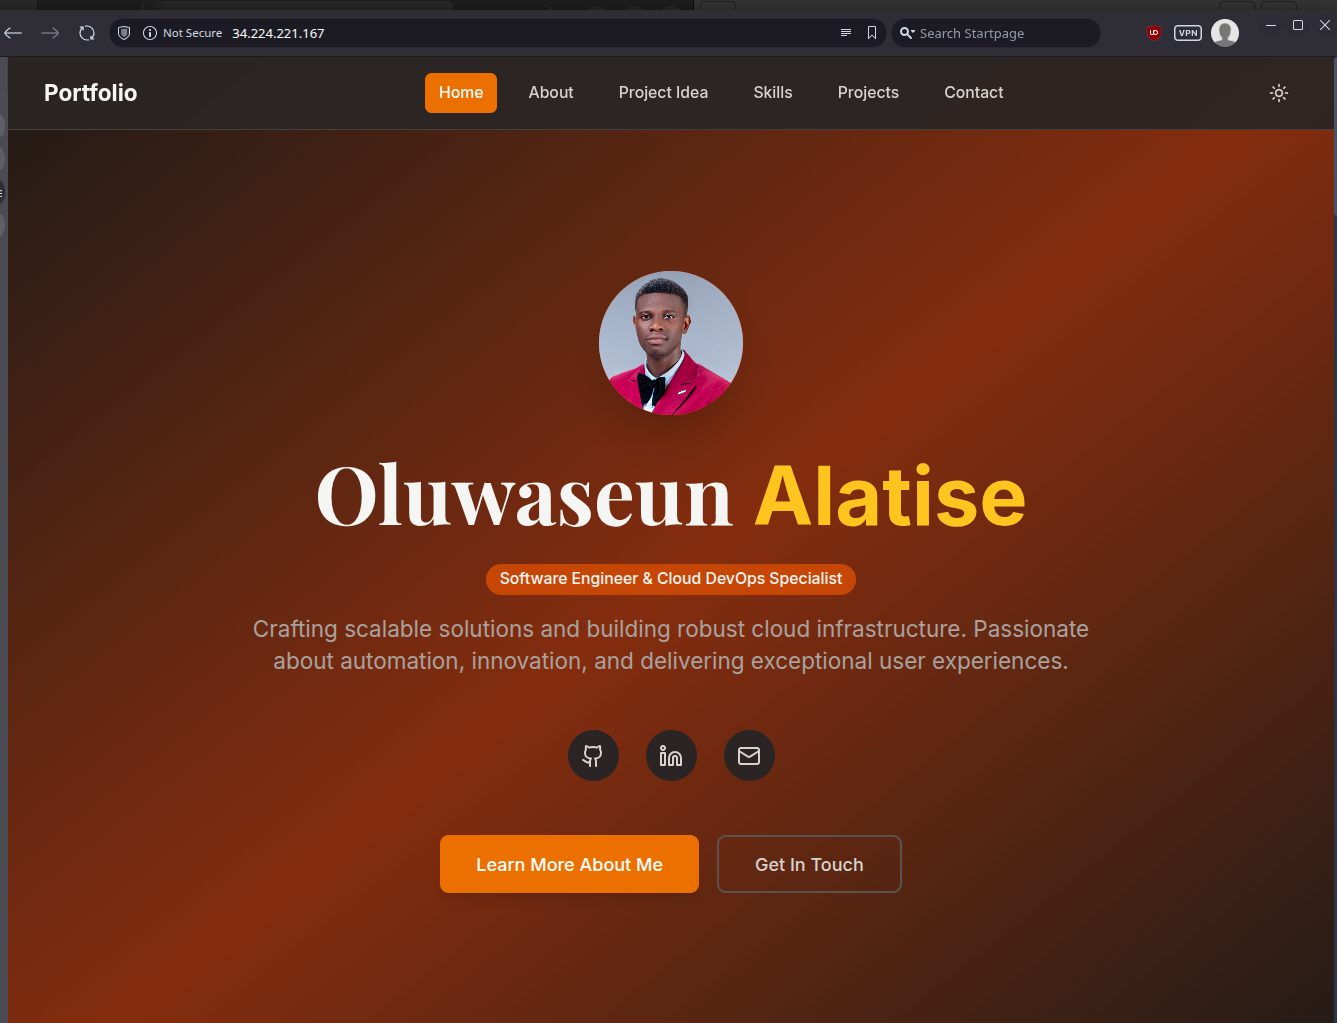 Not Secure 34.224.221.167 Search Startpage VPN
Portfolio Home About Project Idea Skills Projects Contact
Oluwaseun Alatise
Software Engineer & Cloud DevOps Specialist
Crafting scalable solutions and building robust cloud infrastructure. Passionate
about automation, innovation, and delivering exceptional user experiences.
Learn More About Me Get In Touch